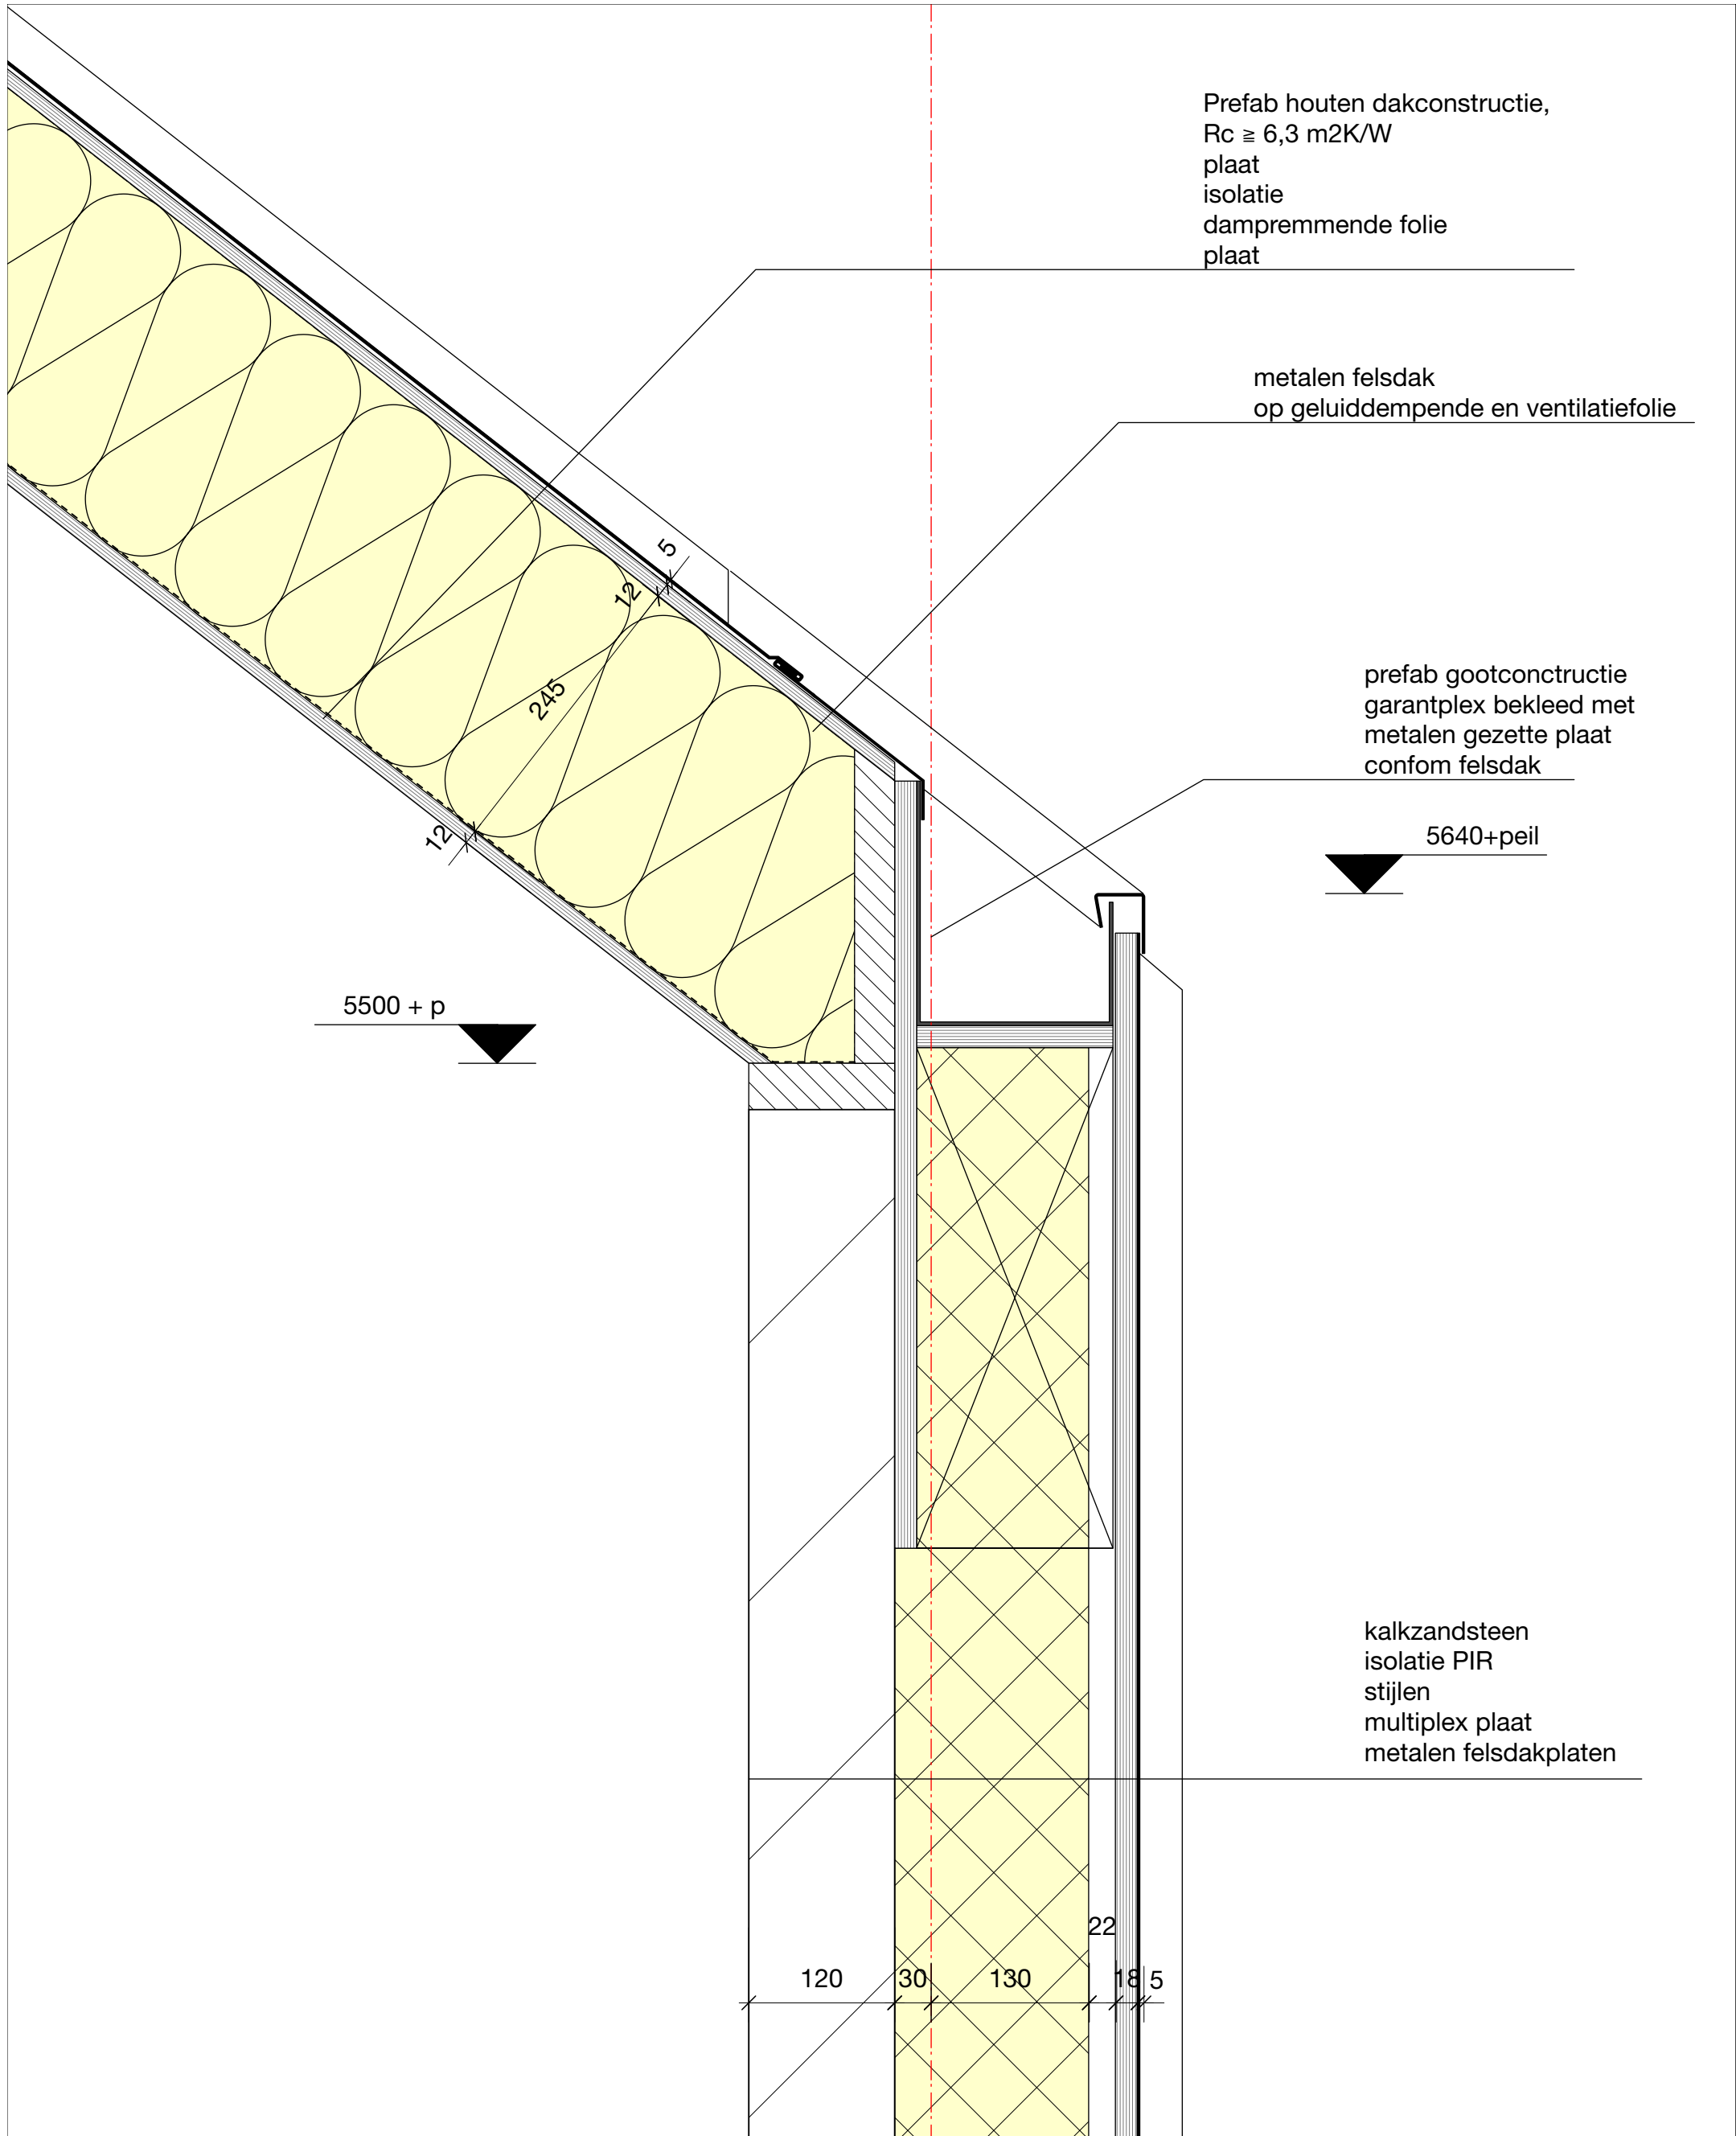 Prefab houten dakconstructie,
Rc ≧ 6,3 m2K/W
plaat
isolatie
dampremmende folie
plaat
metalen felsdak
op geluiddempende en ventilatiefolie
5
12
245
12
prefab gootconctructie
garantplex bekleed met
metalen gezette plaat
confom felsdak
5640+peil
5500 + p
kalkzandsteen
isolatie PIR
stijlen
multiplex plaat
metalen felsdakplaten
22
120 30 130 18 5